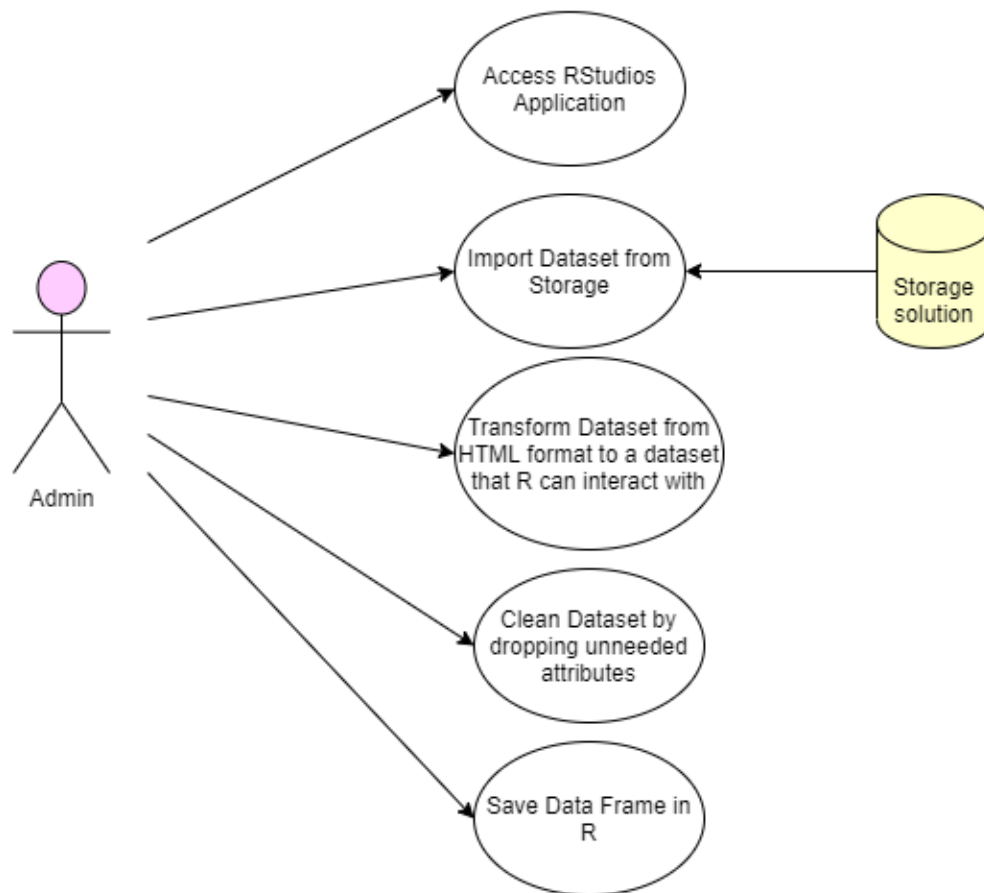 Access RStudios
Application
Import Dataset from
Storage
Storage
solution
Transform Dataset from
HTML format to a dataset
that R can interact with
Admin
Clean Dataset by
dropping unneeded
attributes
Save Data Frame in
R